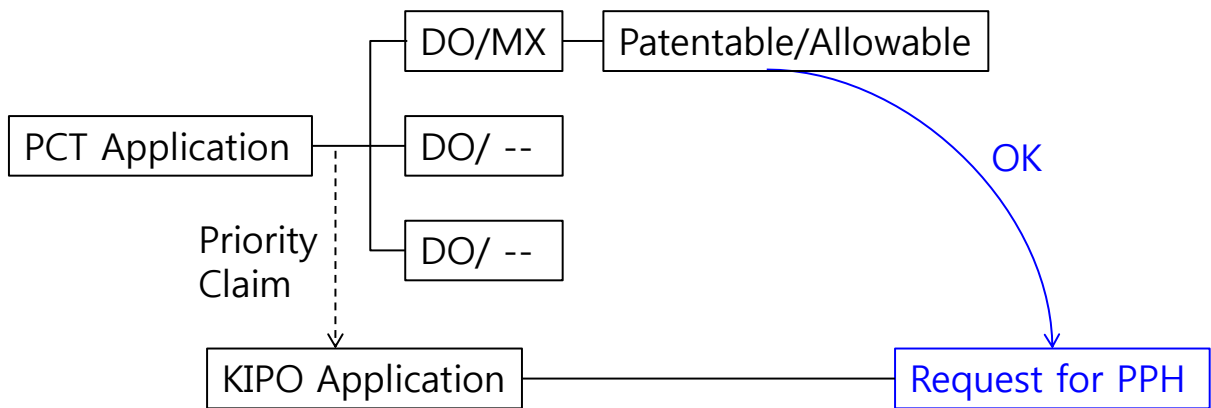 DO/MX
Patentable/Allowable
PCT Application
DO/ --
OK
Priority
Claim
DO/ --
KIPO Application
Request for PPH